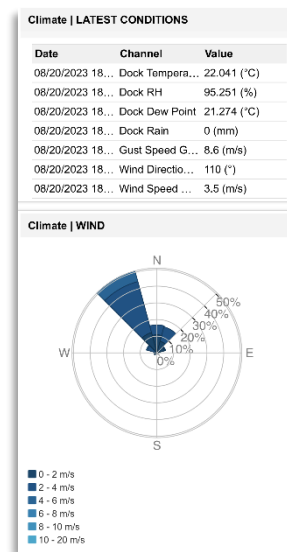 Climate | LATEST CONDITIONS
Date Channel Value
08/20/2023 18... Dock Tempera... 22.041 (°C)
08/20/2023 18... Dock RH 95.251 (%)
08/20/2023 18... Dock Dew Point 21.274 (°C)
08/20/2023 18... Dock Rain 0 (mm)
08/20/2023 18... Gust Speed G... 8.6 (m/s)
08/20/2023 18... Wind Directio... 110 (°)
08/20/2023 18... Wind Speed ... 3.5 (m/s)
Climate | WIND
N
50%
40%
30%
20%
10%
W 0% E
S
0 - 2 m/s
2 - 4 m/s
4 - 6 m/s
6 - 8 m/s
8 - 10 m/s
10 - 20 m/s